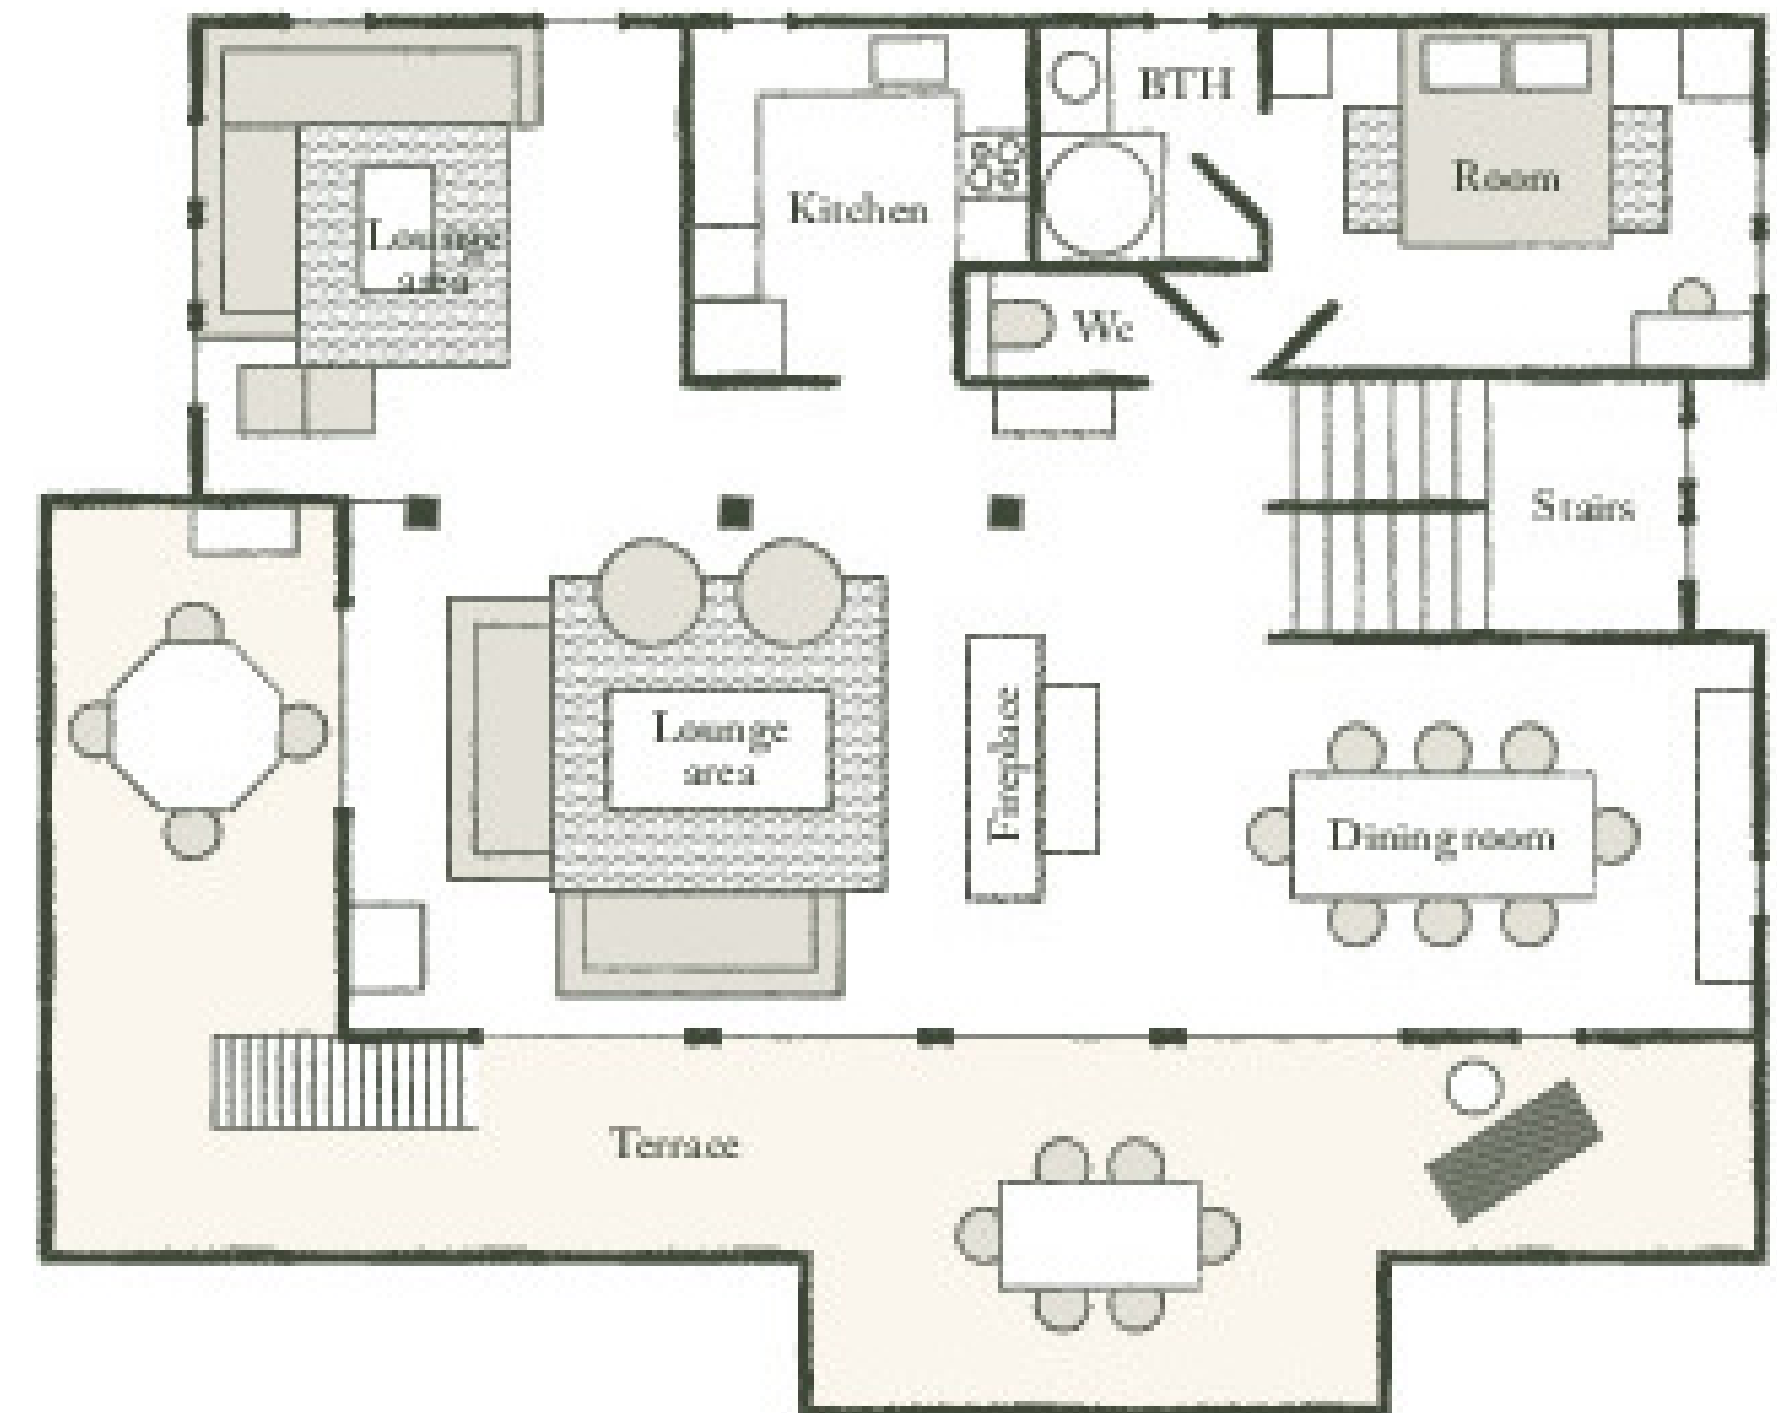 BTH
Room
Kitchen
Lounge
area
Wc
Stairs
Lounge
area
Fireplace
Dining room
Terrace